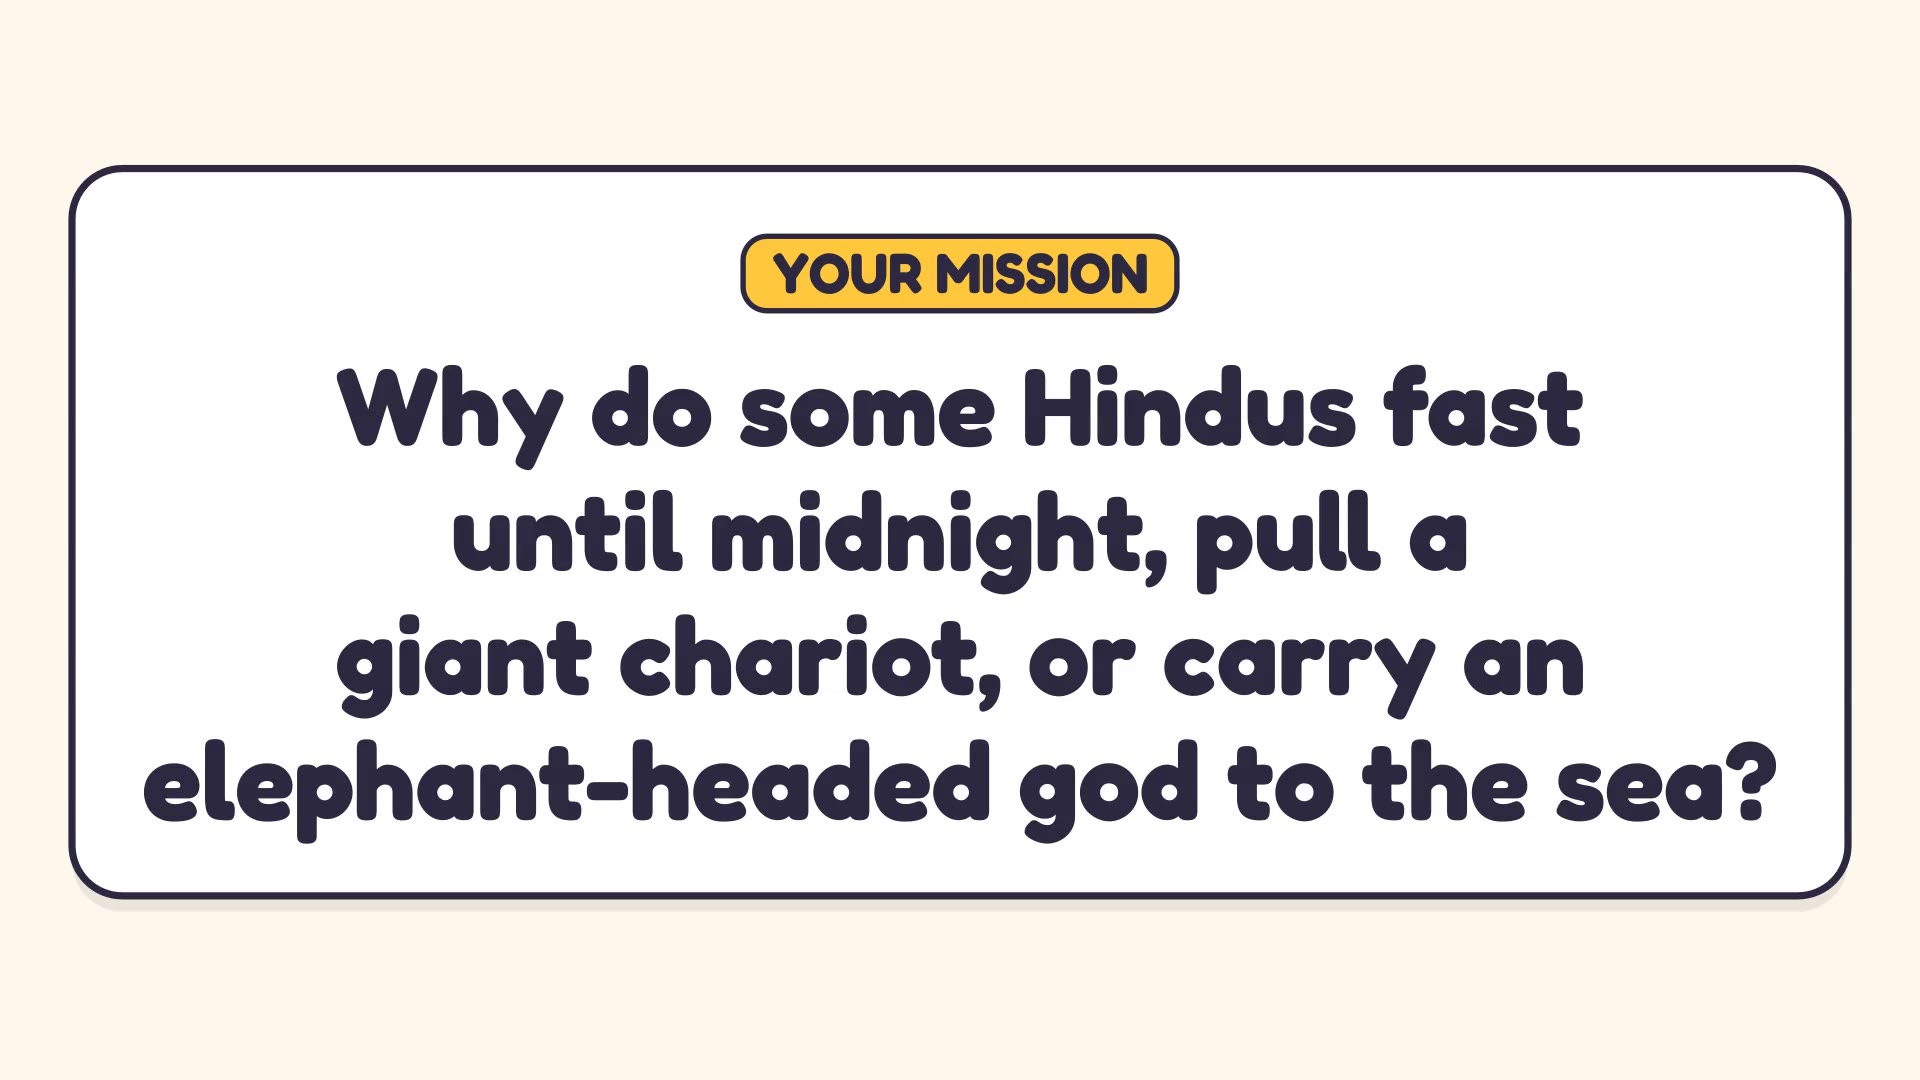 YOUR MISSION
Why do some Hindus fast
until midnight, pull a
giant chariot, or carry an
elephant-headed god to the sea?